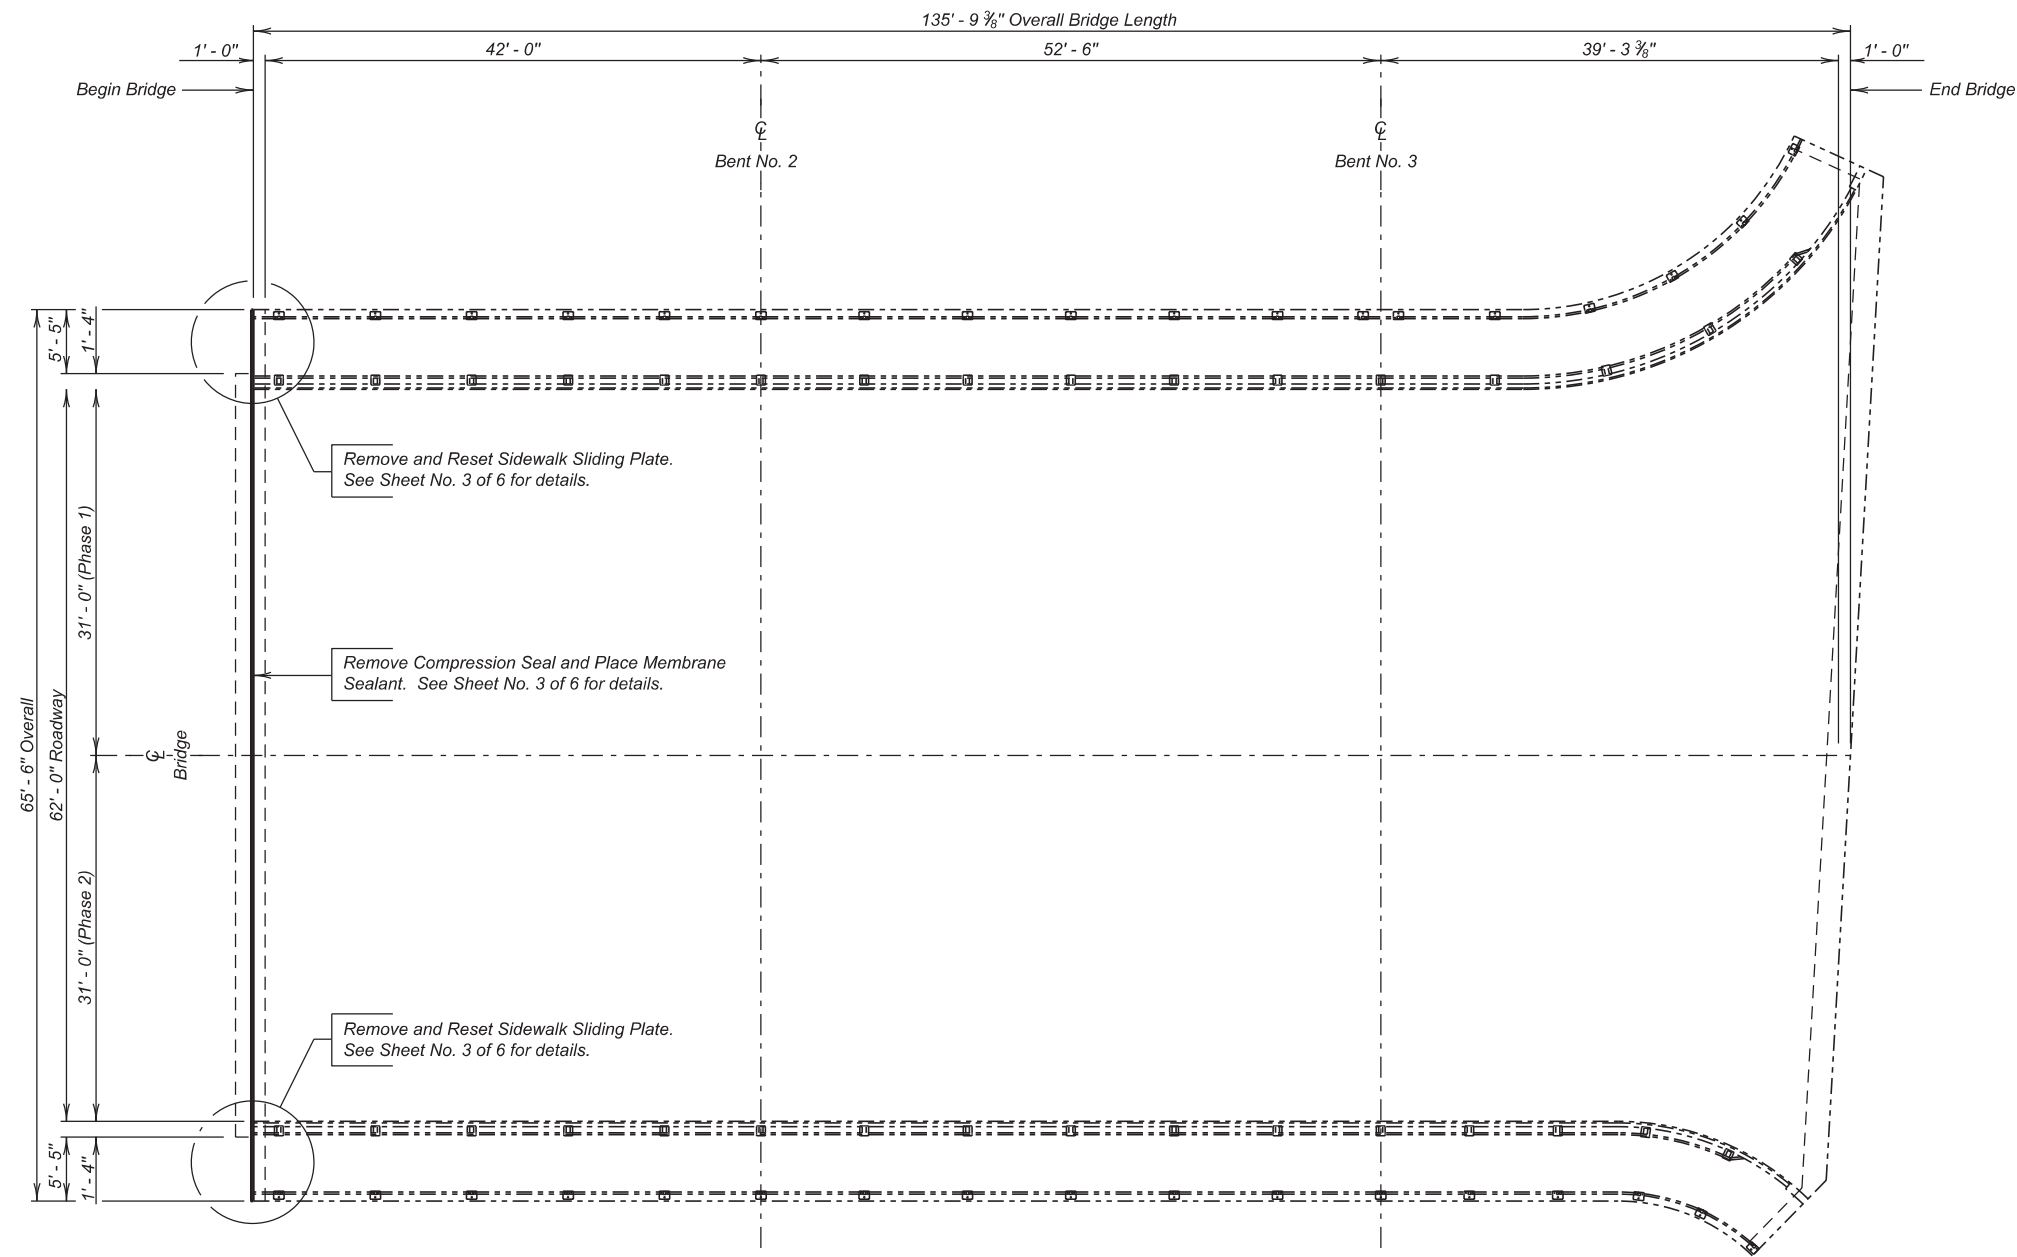 135' - 9 3/8" Overall Bridge Length
1' - 0"
42' - 0"
52' - 6"
39' - 3 3/8"
1' - 0"
Begin Bridge
End Bridge
℄
Bent No. 2
℄
Bent No. 3
5' - 5"
1' - 4"
Remove and Reset Sidewalk Sliding Plate.
See Sheet No. 3 of 6 for details.
31' - 0" (Phase 1)
Remove Compression Seal and Place Membrane
Sealant. See Sheet No. 3 of 6 for details.
65' - 6" Overall
62' - 0" Roadway
℄
Bridge
31' - 0" (Phase 2)
Remove and Reset Sidewalk Sliding Plate.
See Sheet No. 3 of 6 for details.
5' - 5"
1' - 4"